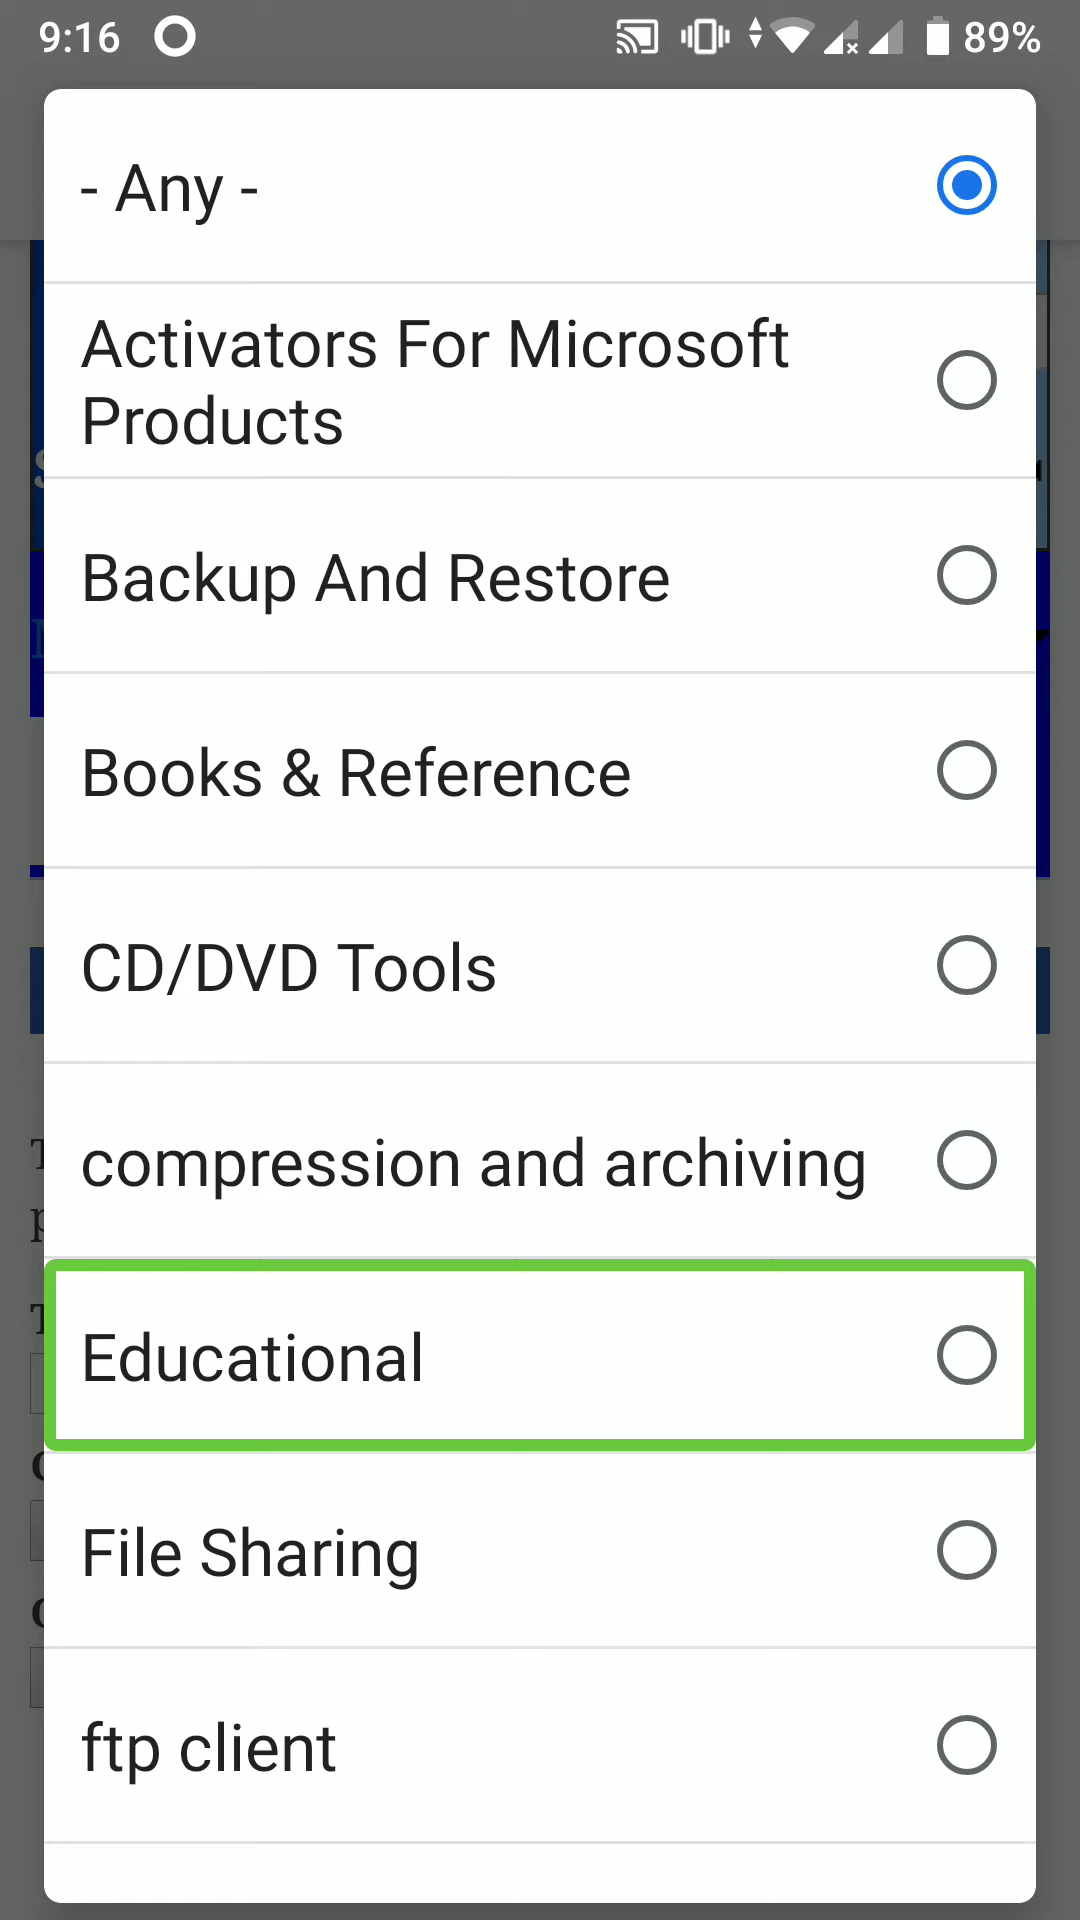 9:16
89%
- Any -
Activators For Microsoft
Products
Backup And Restore
Books & Reference
CD/DVD Tools
compression and archiving
Educational
File Sharing
ftp client